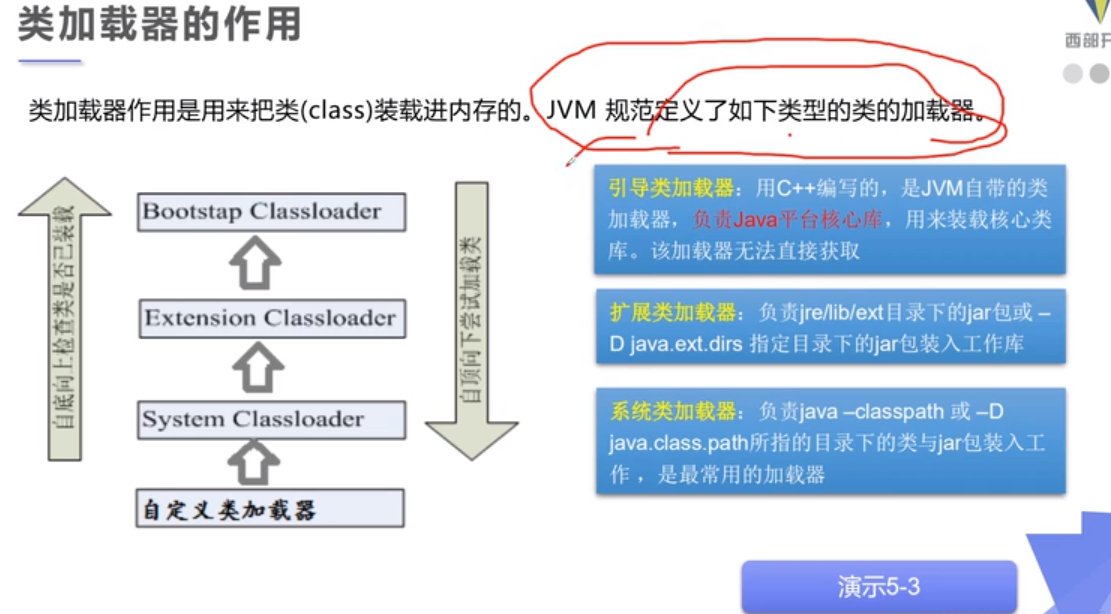 类加载器的作用
西部开
类加载器作用是用来把类(class)装载进内存的。JVM 规范定义了如下类型的类的加载器。
自底向上检查类是否已装载
Bootstap Classloader
Extension Classloader
System Classloader
自定义类加载器
自顶向下尝试加载类
引导类加载器：用C++编写的，是JVM自带的类
加载器，负责Java平台核心库，用来装载核心类
库。该加载器无法直接获取
扩展类加载器：负责jre/lib/ext目录下的jar包或 –
D java.ext.dirs 指定目录下的jar包装入工作库
系统类加载器：负责java –classpath 或 –D
java.class.path所指的目录下的类与jar包装入工
作 ，是最常用的加载器
演示5-3